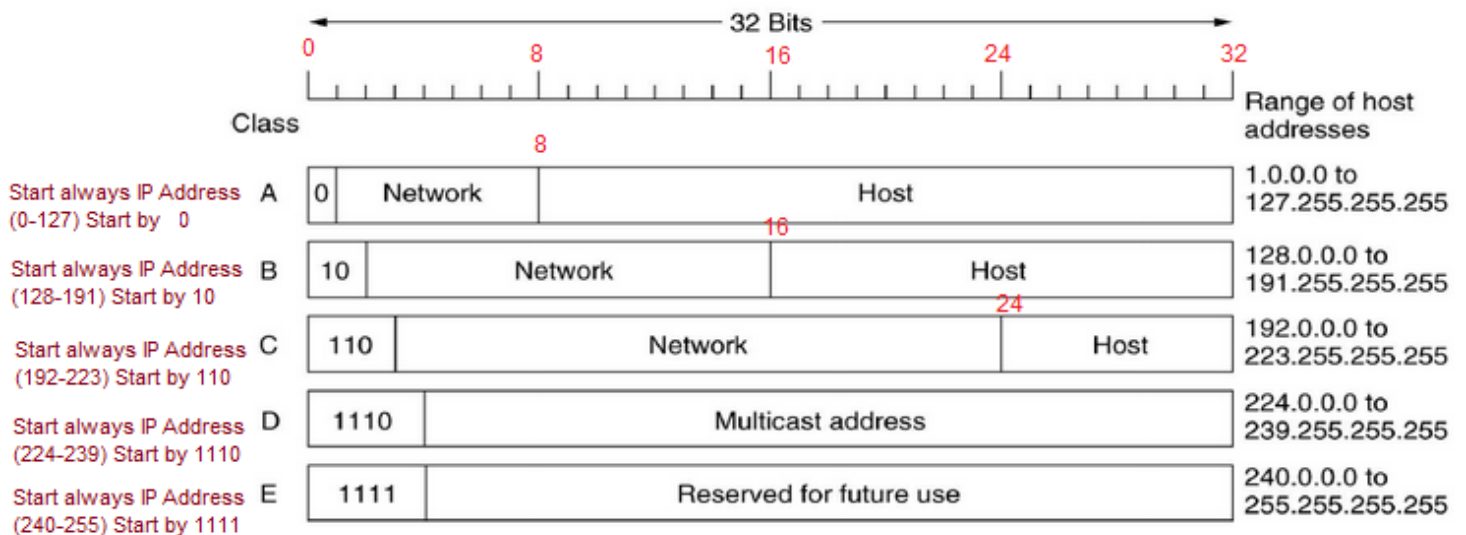 32 Bits
0 8 16 24 32
Range of host
addresses
Class
8
Start always IP Address
(0-127) Start by 0
A 0 Network Host
1.0.0.0 to
127.255.255.255
16
Start always IP Address
(128-191) Start by 10
B 10 Network Host
128.0.0.0 to
191.255.255.255
24
Start always IP Address
(192-223) Start by 110
C 110 Network Host
192.0.0.0 to
223.255.255.255
Start always IP Address
(224-239) Start by 1110
D 1110 Multicast address
224.0.0.0 to
239.255.255.255
Start always IP Address
(240-255) Start by 1111
E 1111 Reserved for future use
240.0.0.0 to
255.255.255.255